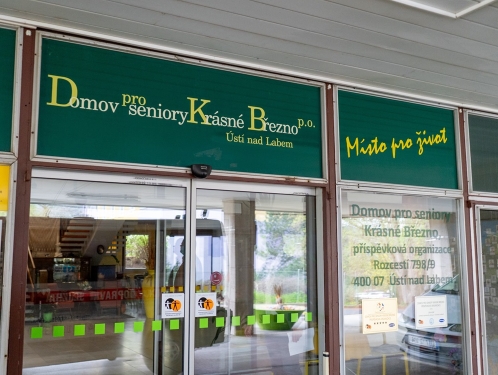 Domov pro seniory Krásné Březno p.o.
Ústí nad Labem
Místo pro život
Domov pro seniory
Krásné Březno,
příspěvková organizace
Rozcestí 798/9
400 07 Ústí nad Labem